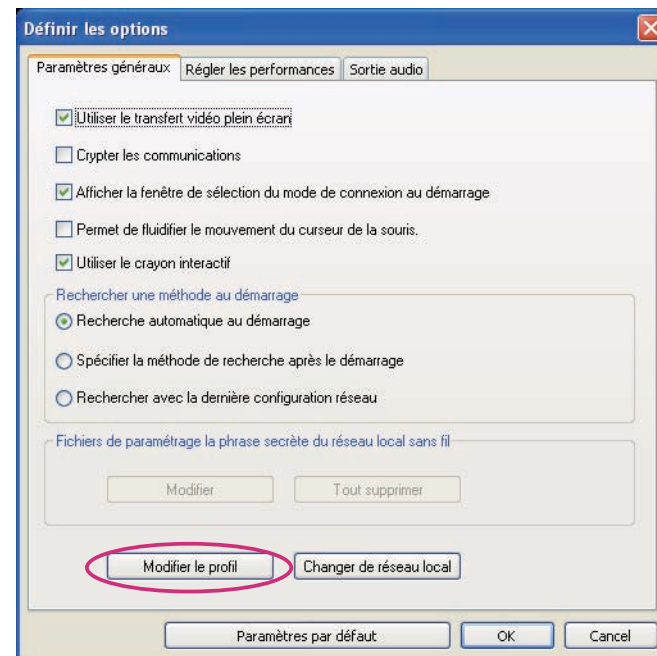 Définir les options
Paramètres généraux Régler les performances Sortie audio
Utiliser le transfert vidéo plein écran
Crypter les communications
Afficher la fenêtre de sélection du mode de connexion au démarrage
Permet de fluidifier le mouvement du curseur de la souris.
Utiliser le crayon interactif
Rechercher une méthode au démarrage
Recherche automatique au démarrage
Spécifier la méthode de recherche après le démarrage
Rechercher avec la dernière configuration réseau
Fichiers de paramétrage la phrase secrète du réseau local sans fil
Modifier Tout supprimer
Modifier le profil Changer de réseau local
Paramètres par défaut OK Cancel